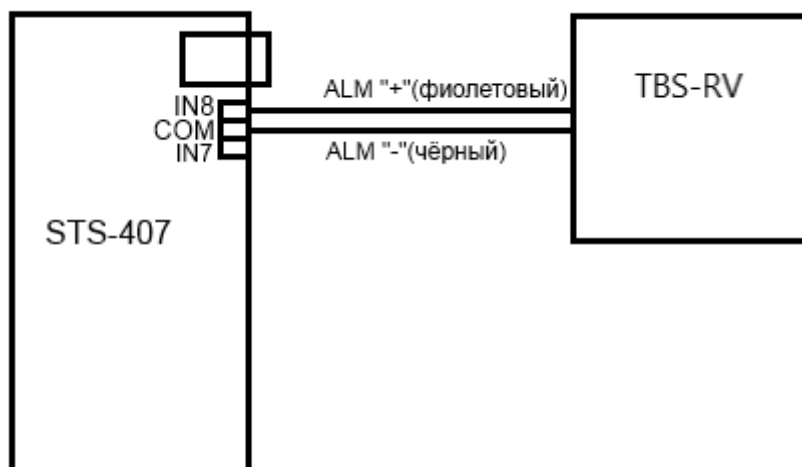 ALM "+"(фиолетовый)
TBS-RV
IN8
COM
IN7
ALM "-"(чёрный)
STS-407